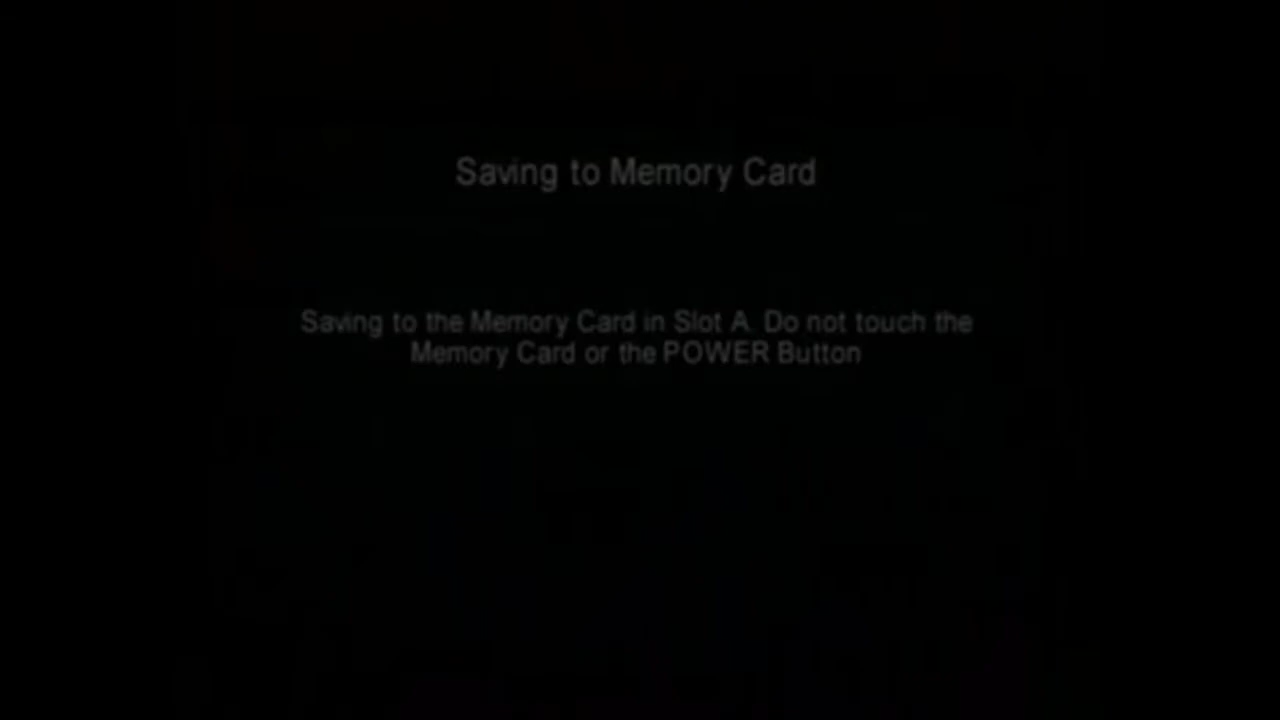 Saving to Memory Card
Saving to the Memory Card in Slot A. Do not touch the
Memory Card or the POWER Button